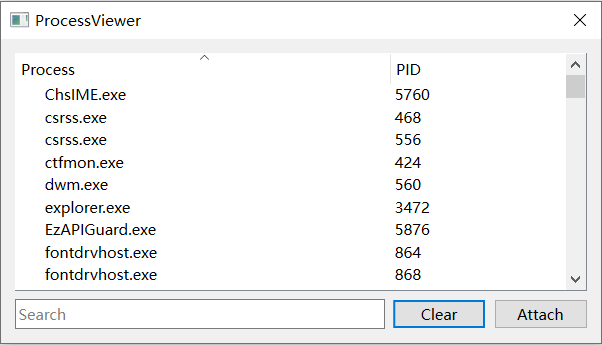 ProcessViewer
Process PID
ChsIME.exe 5760
csrss.exe 468
csrss.exe 556
ctfmon.exe 424
dwm.exe 560
explorer.exe 3472
EzAPIGuard.exe 5876
fontdrvhost.exe 864
fontdrvhost.exe 868
Search Clear Attach